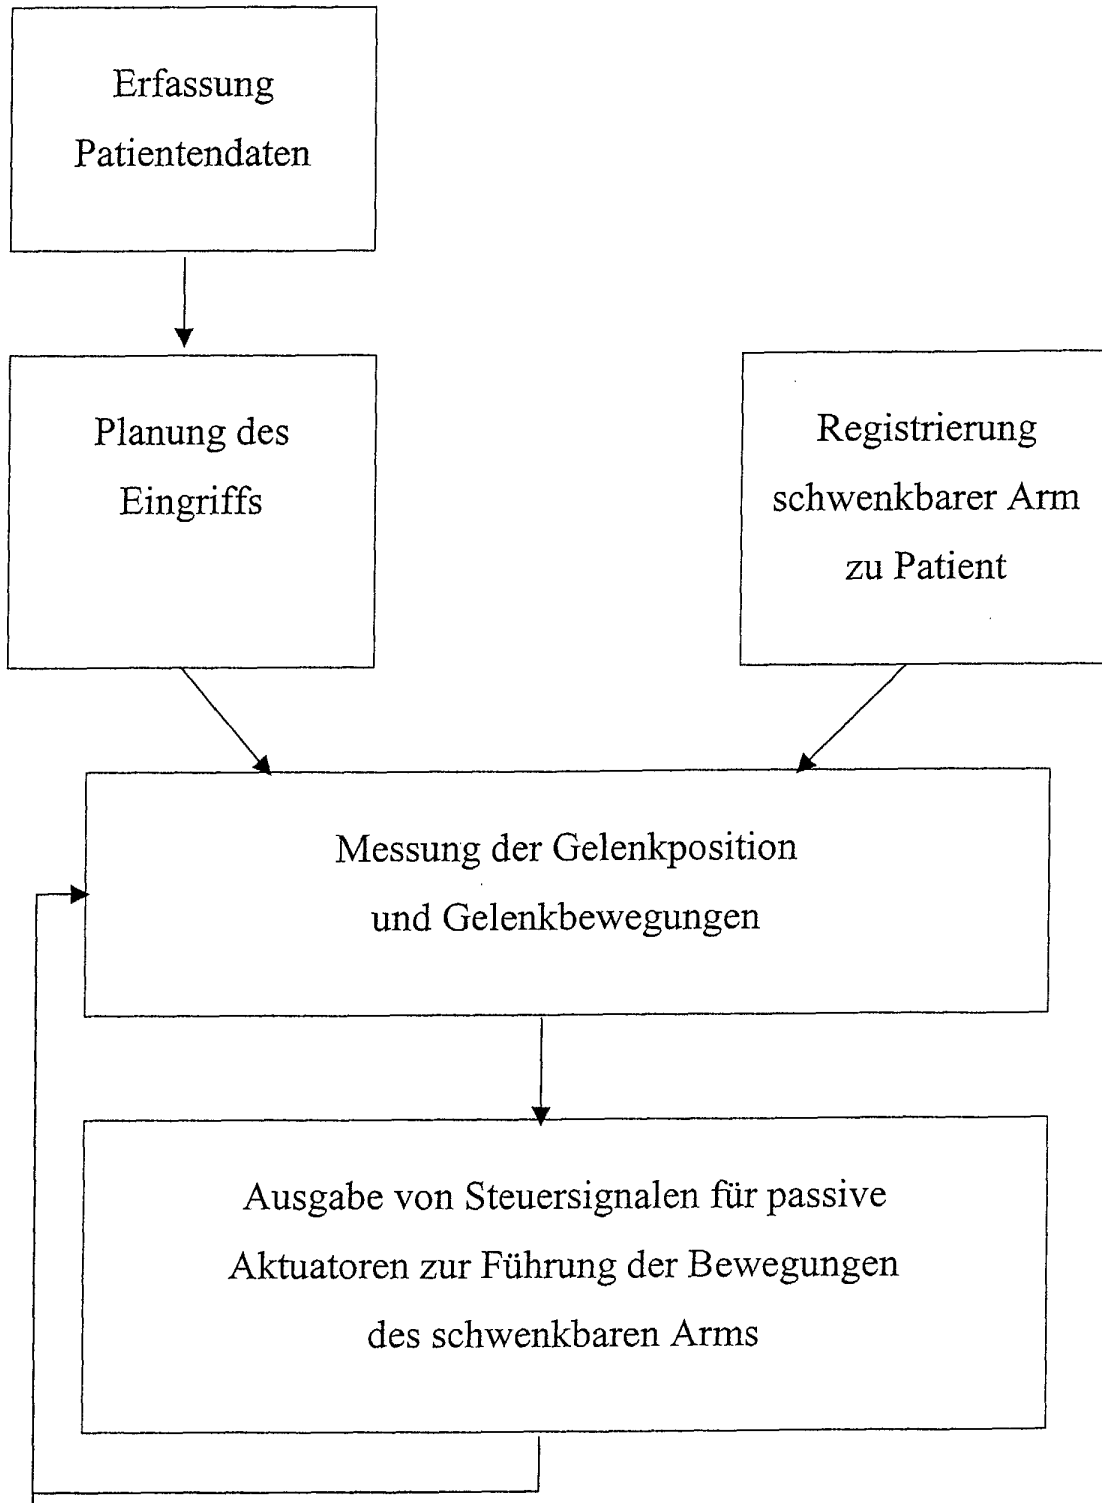 Erfassung
Patientendaten
Planung des
Eingriffs
Registrierung
schwenkbarer Arm
zu Patient
Messung der Gelenkposition
und Gelenkbewegungen
Ausgabe von Steuersignalen für passive
Aktuatoren zur Führung der Bewegungen
des schwenkbaren Arms